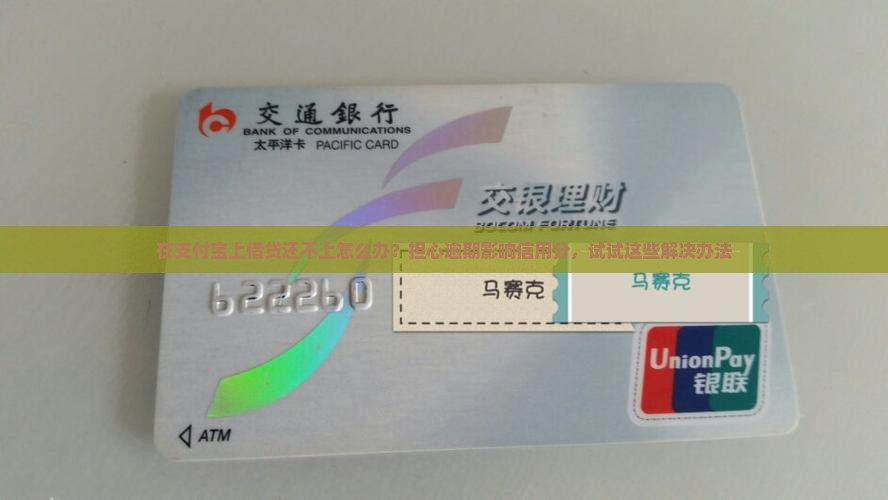 交通銀行
BANK OF COMMUNICATIONS
太平洋卡 PACIFIC CARD
交银理财
BOCOM FORTUNE
在支付宝上借贷还不上怎么办？担心逾期影响信用分，试试这些解决办法
622260
马赛克
马赛克
UnionPay
银联
ATM